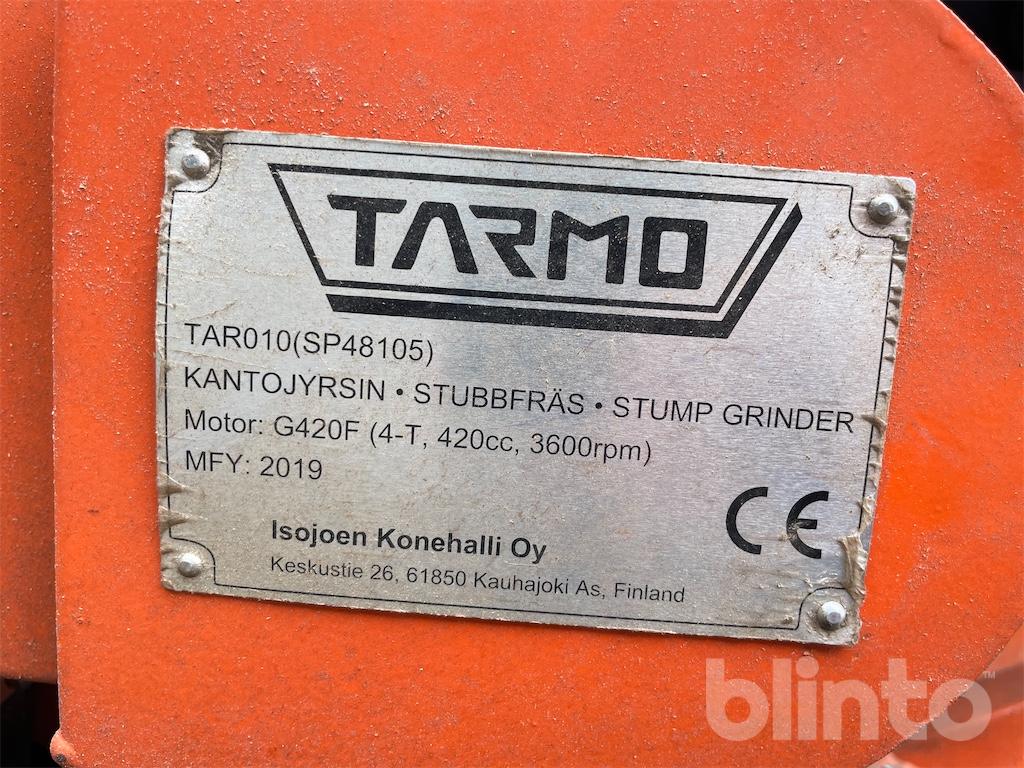 TARMO
TAR010(SP48105)
KANTOJYRSIN • STUBBFRÄS • STUMP GRINDER
Motor: G420F (4-T, 420cc, 3600rpm)
MFY: 2019
CE
Isojoen Konehalli Oy
Keskustie 26, 61850 Kauhajoki As, Finland
blinto™